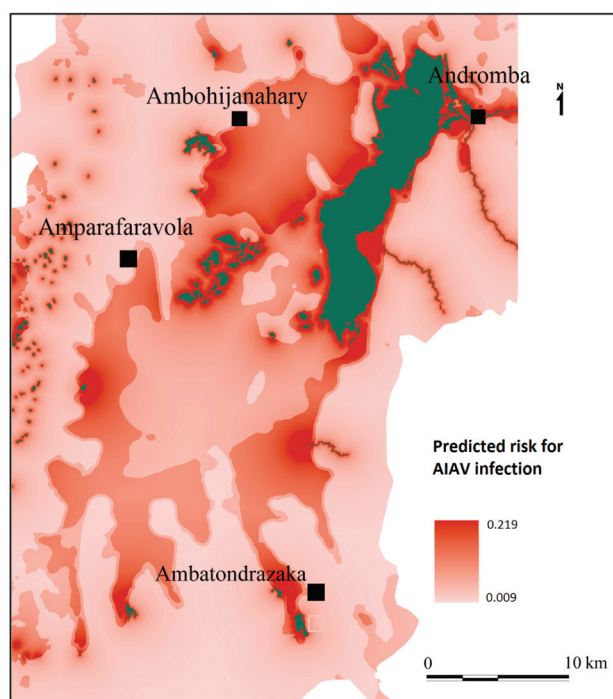 Andromba
N
Ambohijanahary
Amparafaravola
Predicted risk for
AIAV infection
0.219
0.009
Ambatondrazaka
0
10 km